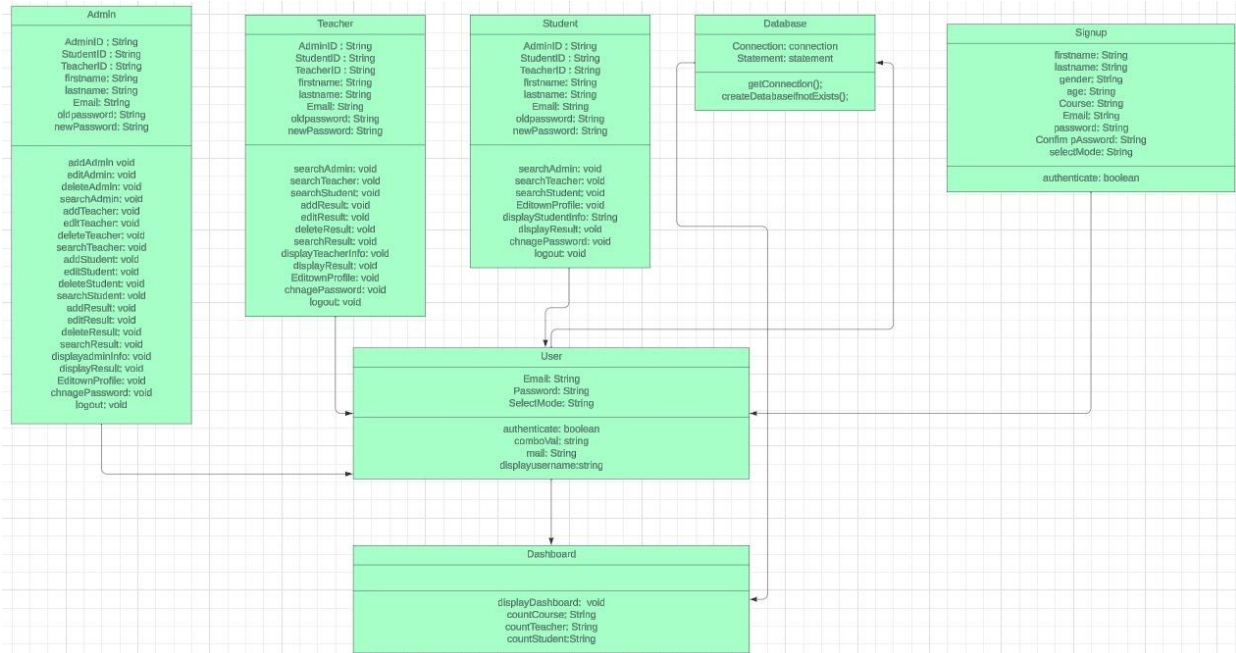 Admin
AdminID : String
StudentID : String
TeacherID : String
firstname: String
lastname: String
Email: String
oldpassword: String
newPassword: String
addAdmin void
editAdmin: void
deleteAdmin: void
searchAdmin: void
addTeacher: void
editTeacher: void
deleteTeacher: void
searchTeacher: void
addStudent: void
editStudent: void
deleteStudent: void
searchStudent: void
addResult: void
editResult: void
deleteResult: void
searchResult: void
displayadminInfo: void
displayResult: void
EditownProfile: void
chnagePassword: void
logout: void
Teacher
AdminID : String
StudentID : String
TeacherID : String
firstname: String
lastname: String
Email: String
oldpassword: String
newPassword: String
searchAdmin: void
searchTeacher: void
searchStudent: void
addResult: void
editResult: void
deleteResult: void
searchResult: void
displayTeacherInfo: void
displayResult: void
EditownProfile: void
chnagePassword: void
logout: void
Student
AdminID : String
StudentID : String
TeacherID : String
firstname: String
lastname: String
Email: String
oldpassword: String
newPassword: String
searchAdmin: void
searchTeacher: void
searchStudent: void
EditownProfile: void
displayStudentInfo: String
displayResult: void
chnagePassword: void
logout: void
Database
Connection: connection
Statement: statement
getConnection();
createDatabaseifnotExists();
Signup
firstname: String
lastname: String
gender: String
age: String
Course: String
Email: String
password: String
Confim pAssword: String
selectMode: String
authenticate: boolean
User
Email: String
Password: String
SelectMode: String
authenticate: boolean
comboVal: string
mail: String
displayusername:string
Dashboard
displayDashboard: void
countCourse: String
countTeacher: String
countStudent:String